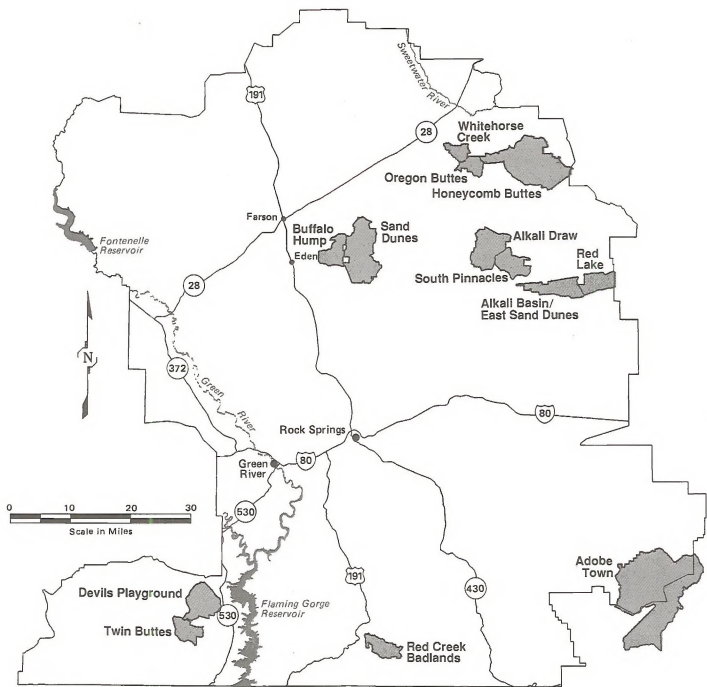 Sweetwater
River
191
28
Whitehorse
Creek
Oregon Buttes
Honeycomb Buttes
Farson
Buffalo
Hump
Sand
Dunes
Eden
Fontenelle
Reservoir
Alkali Draw
Red
Lake
South Pinnacles
Alkali Basin/
East Sand Dunes
28
N
372
Green
River
80
Rock Springs
Green
River
80
0 10 20 30
Scale in Miles
530
Adobe
Town
Devils Playground
191
430
530
Flaming Gorge
Reservoir
Twin Buttes
Red Creek
Badlands